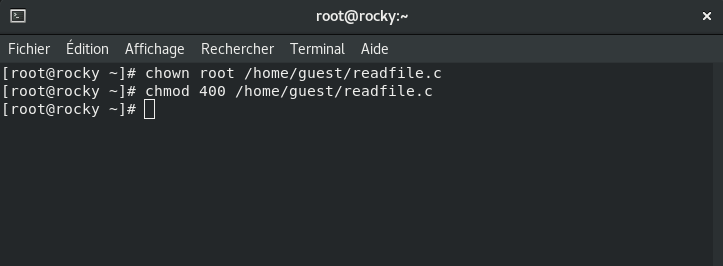 root@rocky:~
Fichier Édition Affichage Rechercher Terminal Aide
[root@rocky ~]# chown root /home/guest/readfile.c
[root@rocky ~]# chmod 400 /home/guest/readfile.c
[root@rocky ~]#